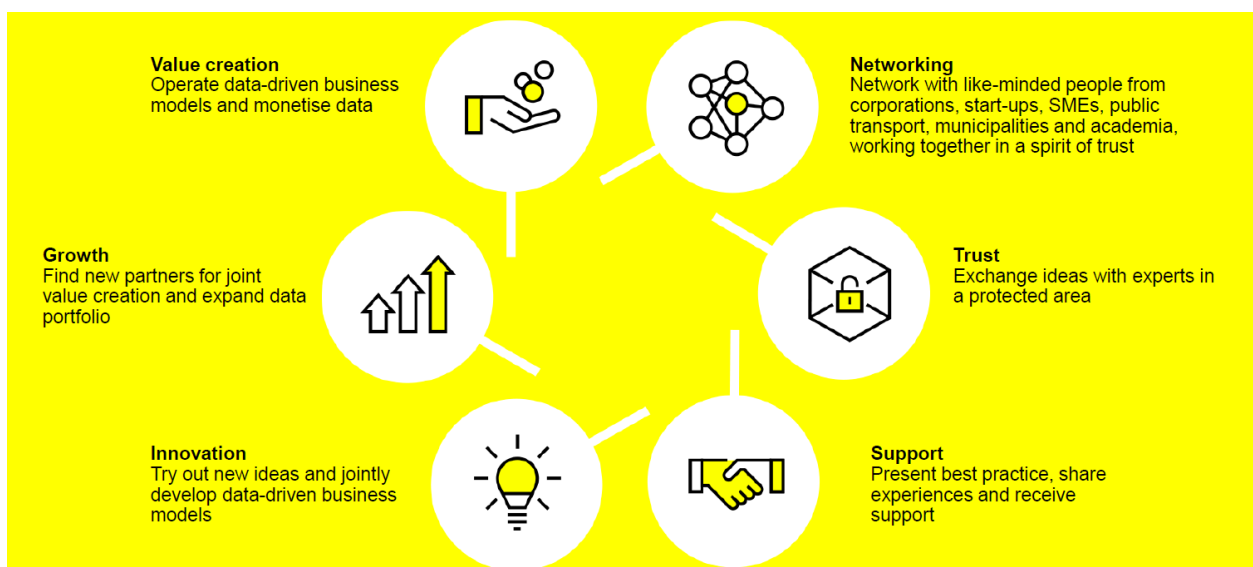 Value creation
Operate data-driven business
models and monetise data
Networking
Network with like-minded people from
corporations, start-ups, SMEs, public
transport, municipalities and academia,
working together in a spirit of trust
Growth
Find new partners for joint
value creation and expand data
portfolio
Trust
Exchange ideas with experts in
a protected area
Innovation
Try out new ideas and jointly
develop data-driven business
models
Support
Present best practice, share
experiences and receive
support